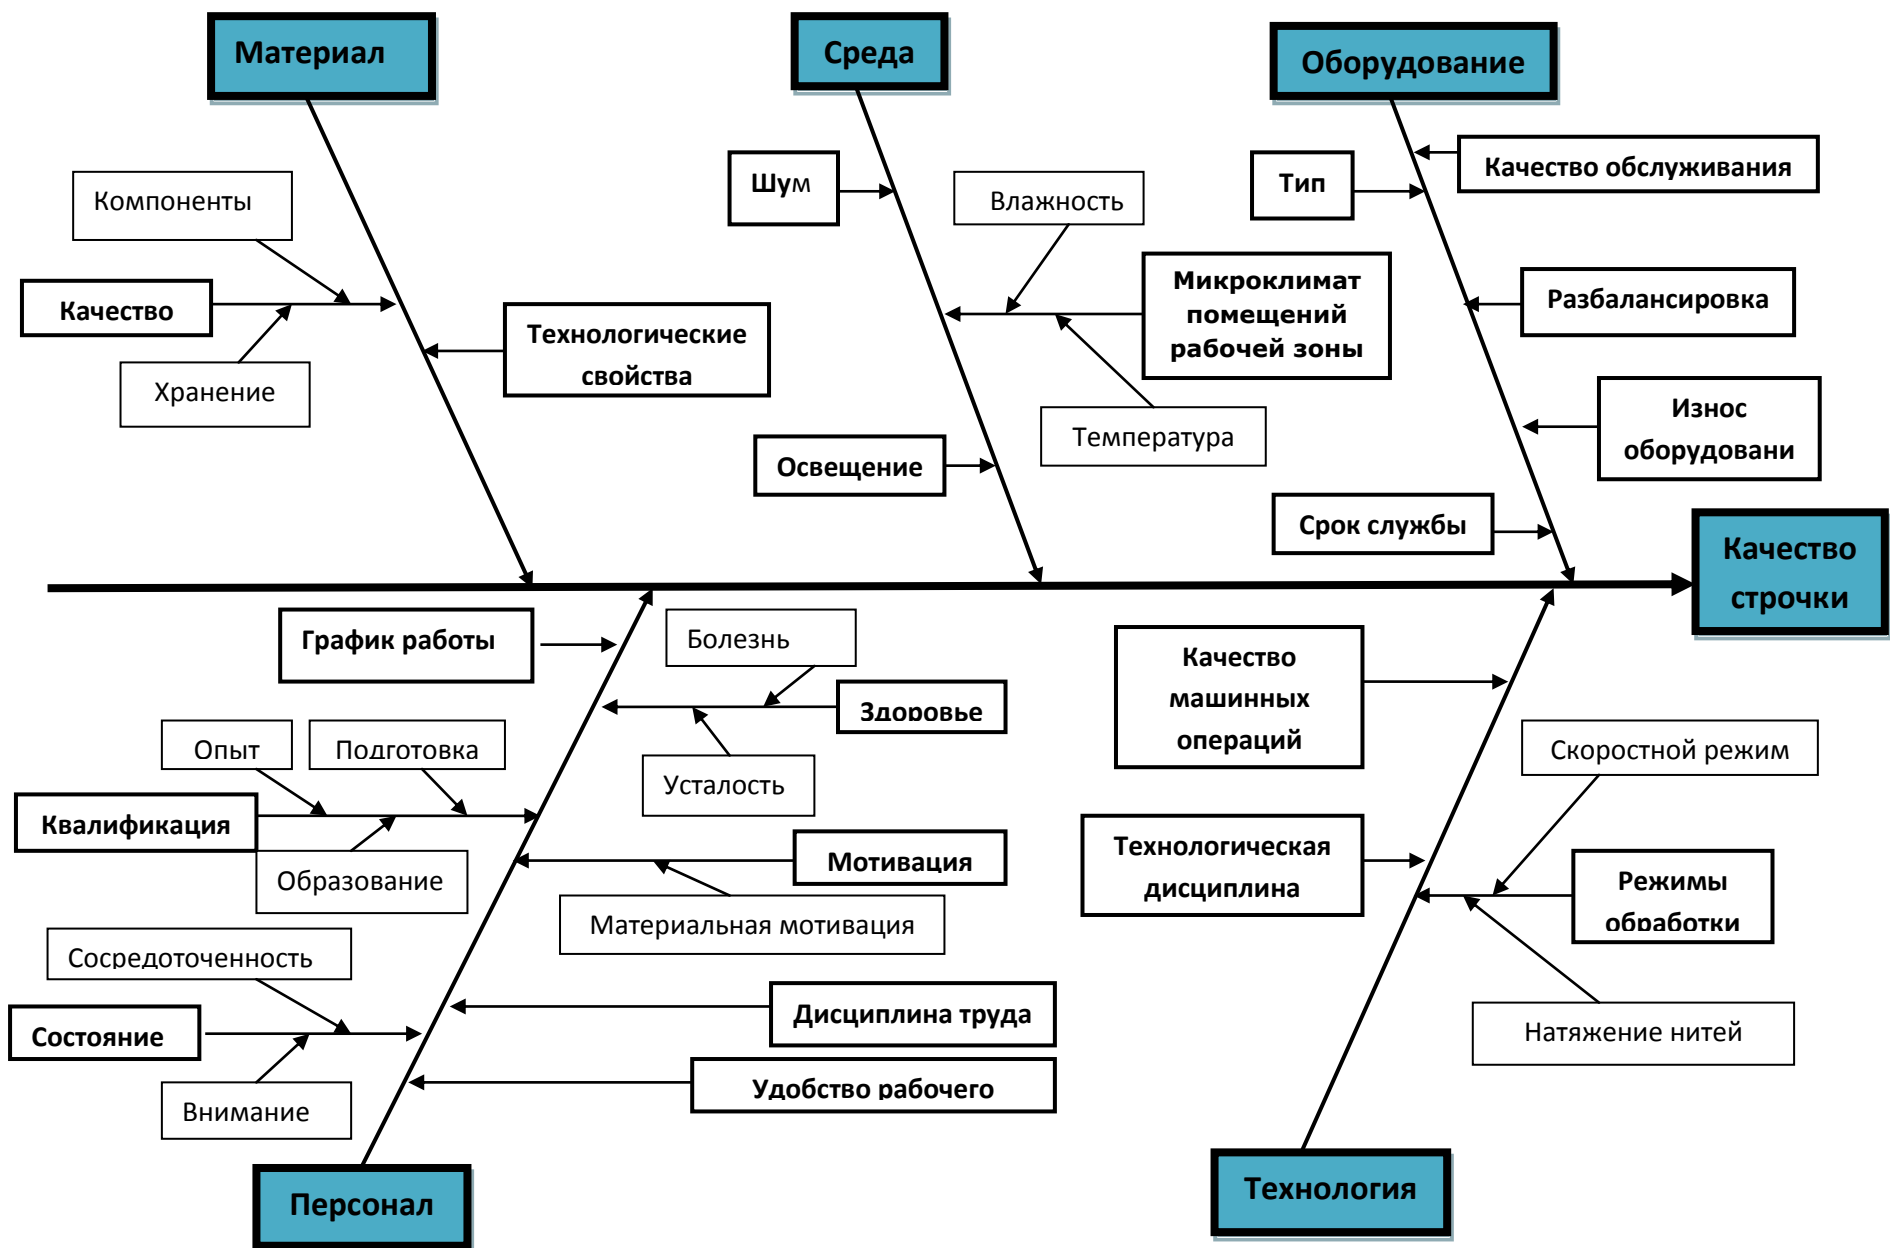 Материал
Среда
Оборудование
Качество обслуживания
Шум
Тип
Компоненты
Влажность
Качество
Технологические
свойства
Микроклимат
помещений
рабочей зоны
Разбалансировка
Хранение
Температура
Износ
оборудовани
Освещение
Срок службы
Качество
строчки
График работы
Болезнь
Качество
машинных
операций
Здоровье
Опыт
Подготовка
Скоростной режим
Усталость
Квалификация
Образование
Мотивация
Технологическая
дисциплина
Режимы
обработки
Материальная мотивация
Сосредоточенность
Состояние
Дисциплина труда
Натяжение нитей
Удобство рабочего
Внимание
Персонал
Технология